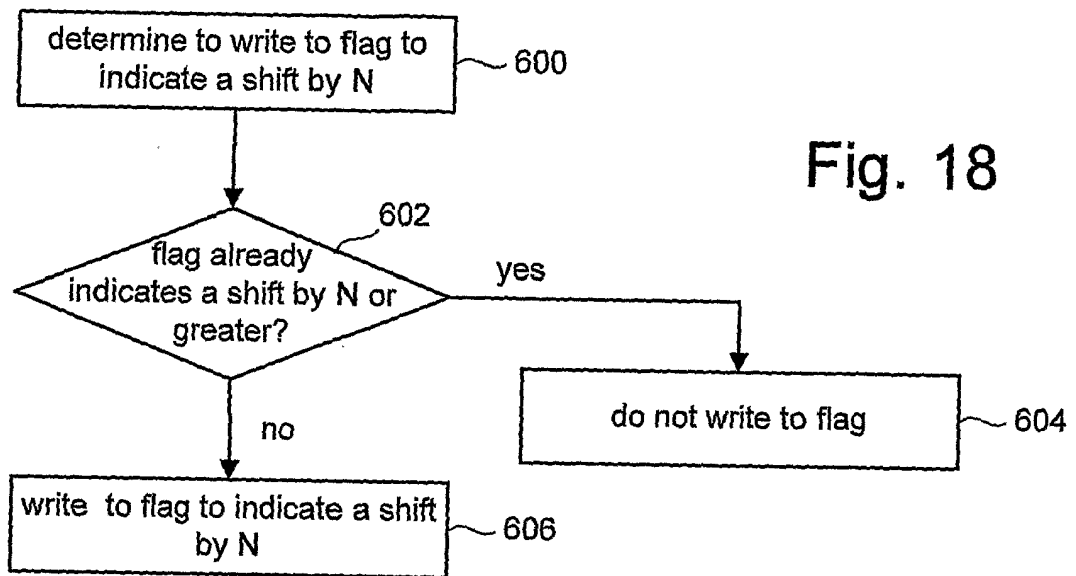 determine to write to flag to
indicate a shift by N
600
Fig. 18
602
flag already
indicates a shift by N or
greater?
yes
do not write to flag
604
no
write to flag to indicate a shift
by N
606